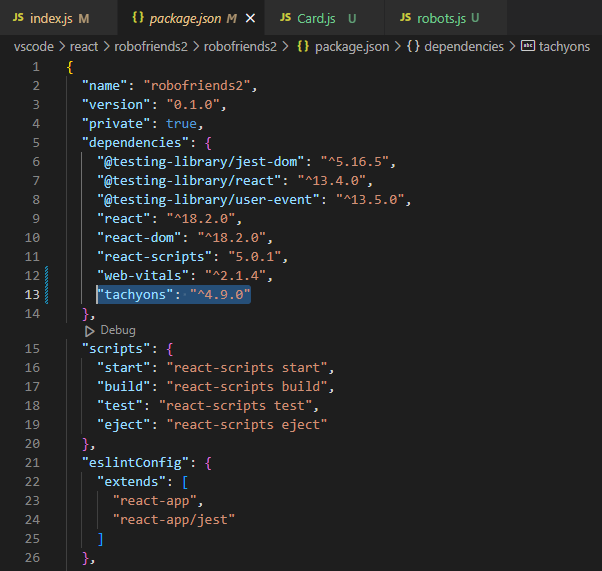 JS index.js M
{} package.json M ×
JS Card.js U
JS robots.js U
vscode > react > robofriends2 > robofriends2 > {} package.json > {} dependencies > abc tachyons
1 {
2 "name": "robofriends2",
3 "version": "0.1.0",
4 "private": true,
5 "dependencies": {
6 "@testing-library/jest-dom": "^5.16.5",
7 "@testing-library/react": "^13.4.0",
8 "@testing-library/user-event": "^13.5.0",
9 "react": "^18.2.0",
10 "react-dom": "^18.2.0",
11 "react-scripts": "5.0.1",
12 "web-vitals": "^2.1.4",
13 "tachyons": "^4.9.0"
14 },
Debug
15 "scripts": {
16 "start": "react-scripts start",
17 "build": "react-scripts build",
18 "test": "react-scripts test",
19 "eject": "react-scripts eject"
20 },
21 "eslintConfig": {
22 "extends": [
23 "react-app",
24 "react-app/jest"
25 ]
26 },